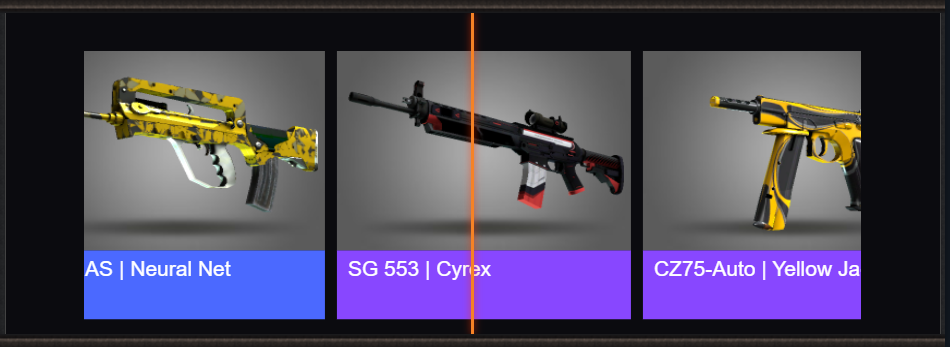 AS | Neural Net
SG 553 | Cyrex
CZ75-Auto | Yellow Ja